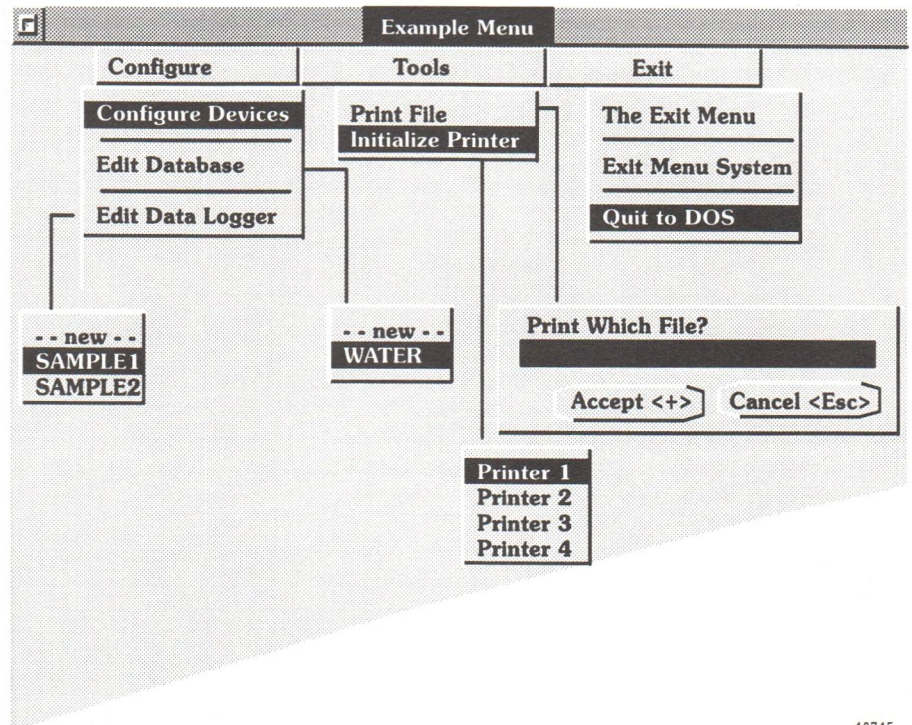 Example Menu
Configure
Tools
Exit
Configure Devices
Edit Database
Edit Data Logger
Print File
Initialize Printer
The Exit Menu
Exit Menu System
Quit to DOS
- - new - -
SAMPLE1
SAMPLE2
- - new - -
WATER
Print Which File?
Accept <+>
Cancel <Esc>
Printer 1
Printer 2
Printer 3
Printer 4